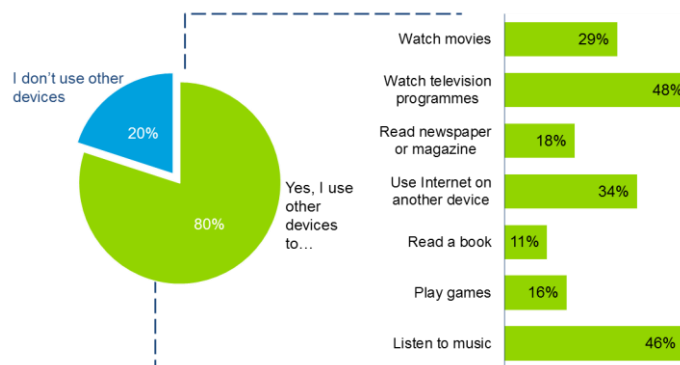 I don't use other
devices
20%
80%
Yes, I use
other
devices
to…
Watch movies
29%
Watch television
programmes
48%
Read newspaper
or magazine
18%
Use Internet on
another device
34%
Read a book
11%
Play games
16%
Listen to music
46%